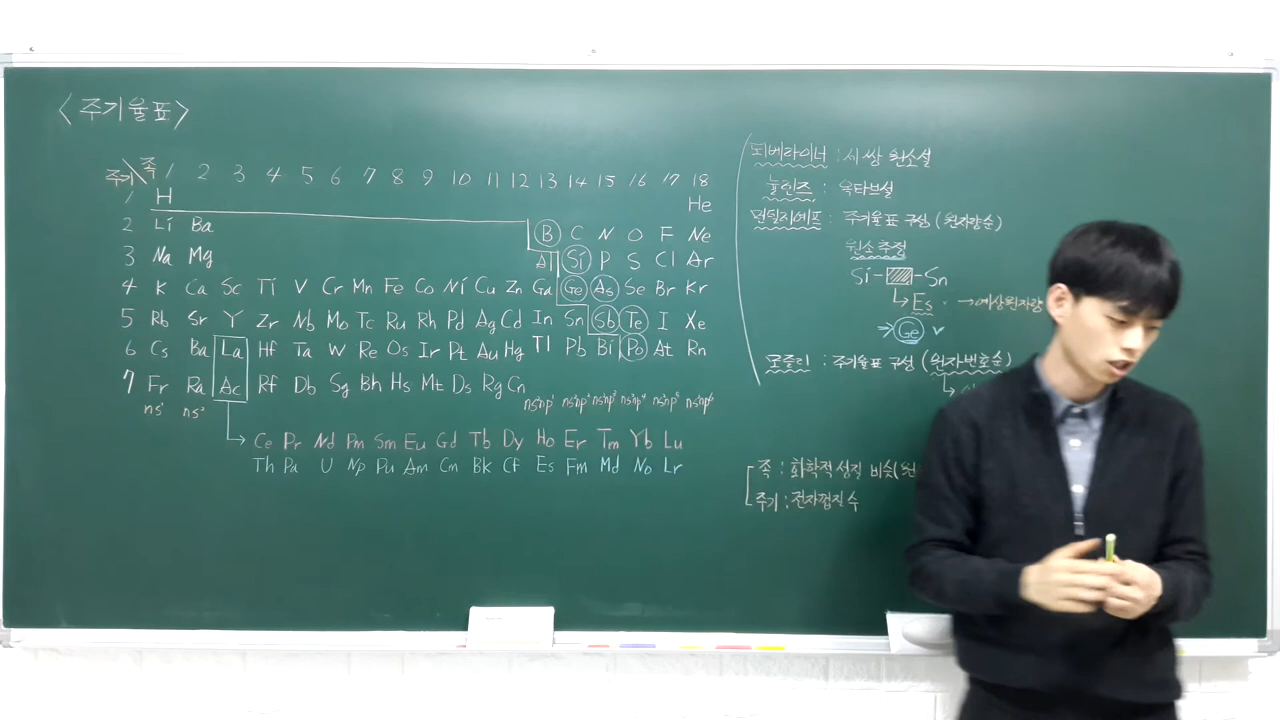 <주기율표>
족 1 2 3 4 5 6 7 8 9 10 11 12 13 14 15 16 17 18
주기
1 H He
2 Li Ba B C N O F Ne
3 Na Mg Al Si P S Cl Ar
4 K Ca Sc Ti V Cr Mn Fe Co Ni Cu Zn Ga Ge As Se Br Kr
5 Rb Sr Y Zr Nb Mo Tc Ru Rh Pd Ag Cd In Sn Sb Te I Xe
6 Cs Ba La Hf Ta W Re Os Ir Pt Au Hg Tl Pb Bi Po At Rn
7 Fr Ra Ac Rf Db Sg Bh Hs Mt Ds Rg Cn
ns¹ ns² ns²np¹ ns²np² ns²np³ ns²np⁴ ns²np⁵ ns²np⁶
Ce Pr Nd Pm Sm Eu Gd Tb Dy Ho Er Tm Yb Lu
Th Pa U Np Pu Am Cm Bk Cf Es Fm Md No Lr
되베라이너 : 세 쌍 원소설
뉼린즈 : 옥타브설
멘델레예프 : 주기율표 구성 (원자량순)
원소 추정
Si - - Sn
↳ Es → 예상원자량
⇒ Ge ✓
모즐리 : 주기율표 구성 (원자번호순)
족 : 화학적 성질 비슷(원
주기 : 전자껍질 수